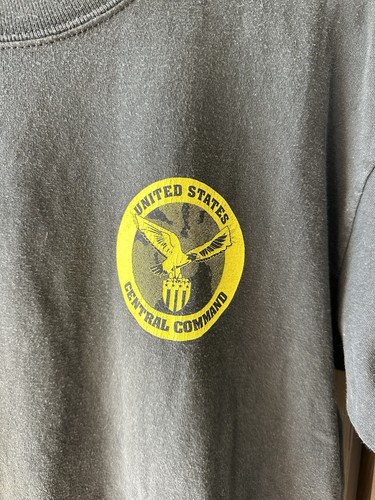 UNITED STATES
CENTRAL COMMAND